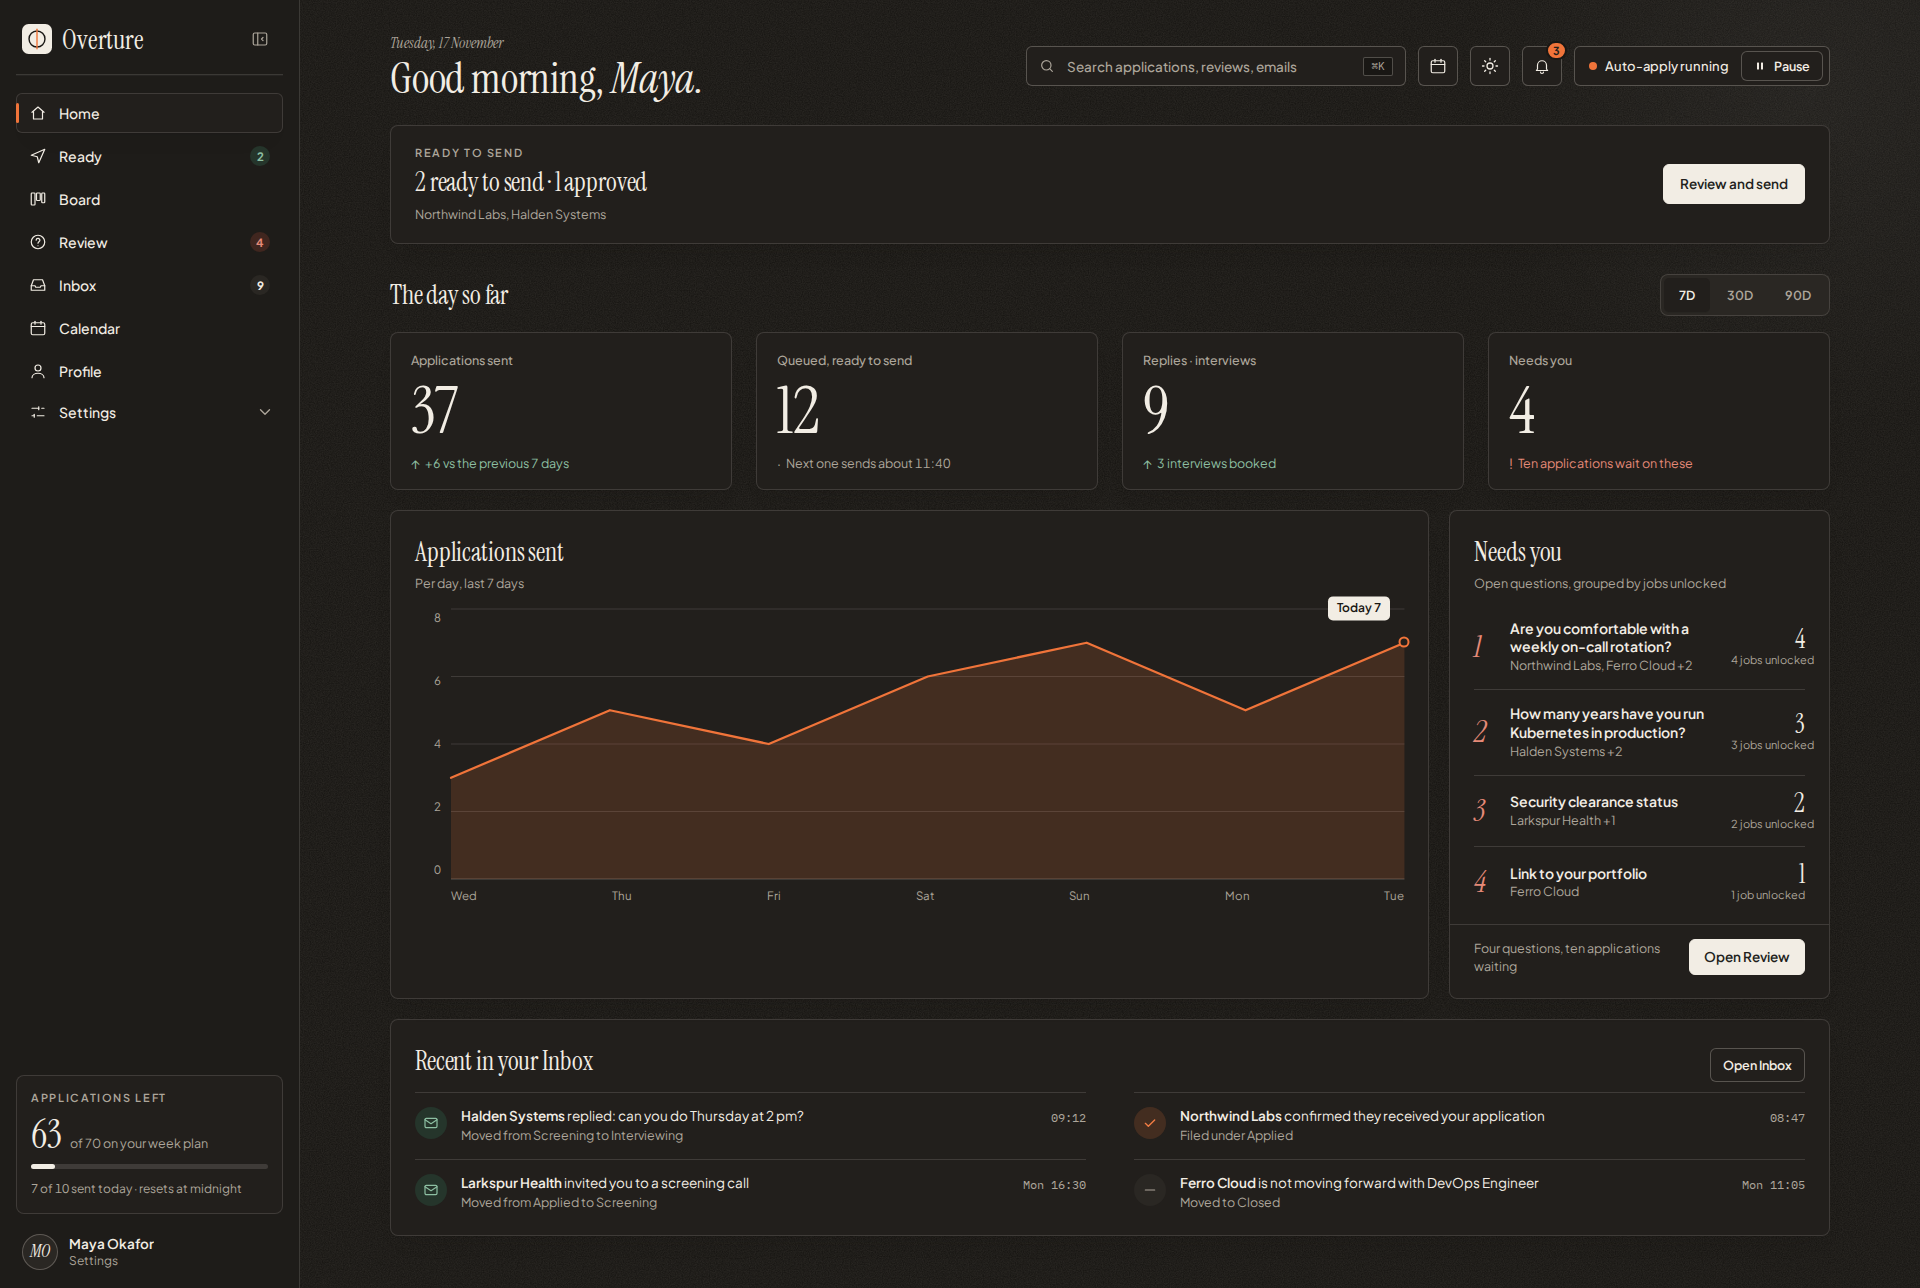 Overture
Home
Ready 2
Board
Review 4
Inbox 9
Calendar
Profile
Settings
APPLICATIONS LEFT
63 of 70 on your week plan
7 of 10 sent today · resets at midnight
MO
Maya Okafor
Settings
Tuesday, 17 November
Good morning, Maya.
Search applications, reviews, emails ⌘K
3
Auto-apply running
Pause
READY TO SEND
2 ready to send · 1 approved
Northwind Labs, Halden Systems
Review and send
The day so far
7D 30D 90D
Applications sent
37
↑ +6 vs the previous 7 days
Queued, ready to send
12
· Next one sends about 11:40
Replies · interviews
9
↑ 3 interviews booked
Needs you
4
! Ten applications wait on these
Applications sent
Per day, last 7 days
Today 7
8
6
4
2
0
Wed Thu Fri Sat Sun Mon Tue
Needs you
Open questions, grouped by jobs unlocked
1
Are you comfortable with a
weekly on-call rotation?
Northwind Labs, Ferro Cloud +2
4
4 jobs unlocked
2
How many years have you run
Kubernetes in production?
Halden Systems +2
3
3 jobs unlocked
3
Security clearance status
Larkspur Health +1
2
2 jobs unlocked
4
Link to your portfolio
Ferro Cloud
1
1 job unlocked
Four questions, ten applications
waiting
Open Review
Recent in your Inbox
Open Inbox
Halden Systems replied: can you do Thursday at 2 pm? 09:12
Moved from Screening to Interviewing
Northwind Labs confirmed they received your application 08:47
Filed under Applied
Larkspur Health invited you to a screening call Mon 16:30
Moved from Applied to Screening
Ferro Cloud is not moving forward with DevOps Engineer Mon 11:05
Moved to Closed